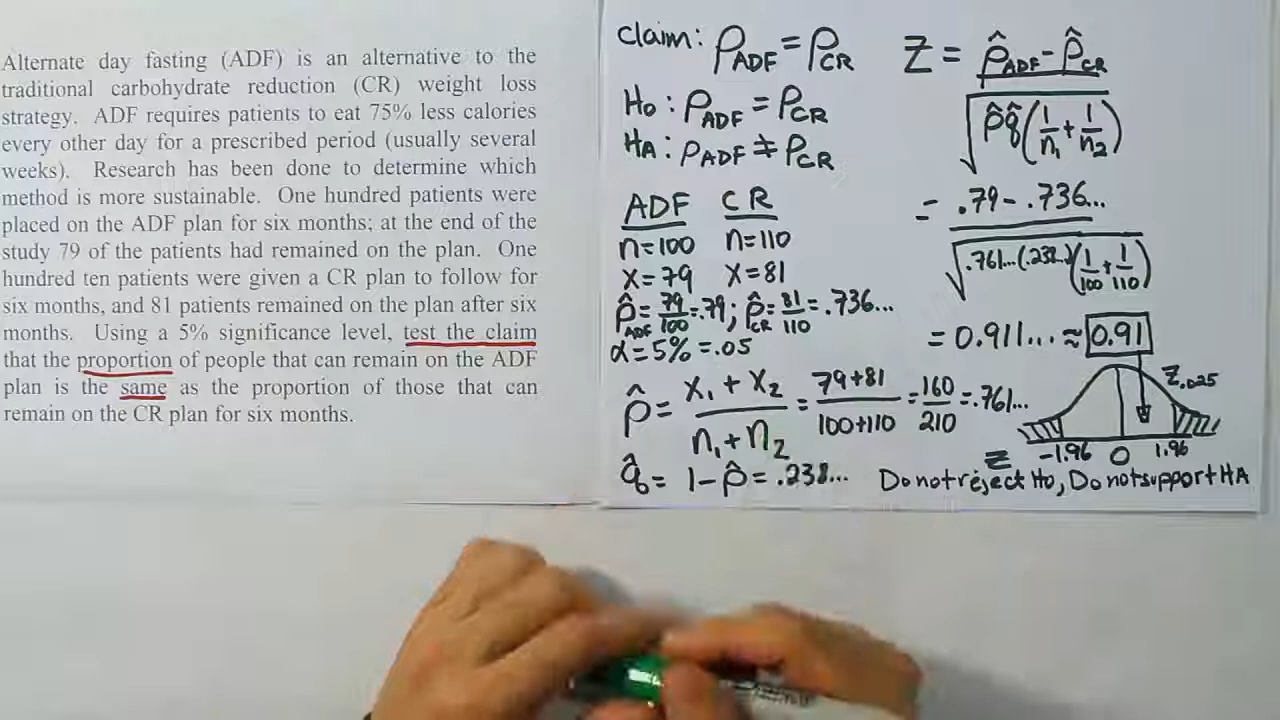 Alternate day fasting (ADF) is an alternative to the
traditional carbohydrate reduction (CR) weight loss
strategy. ADF requires patients to eat 75% less calories
every other day for a prescribed period (usually several
weeks). Research has been done to determine which
method is more sustainable. One hundred patients were
placed on the ADF plan for six months; at the end of the
study 79 of the patients had remained on the plan. One
hundred ten patients were given a CR plan to follow for
six months, and 81 patients remained on the plan after six
months. Using a 5% significance level, test the claim
that the proportion of people that can remain on the ADF
plan is the same as the proportion of those that can
remain on the CR plan for six months.
Claim: p_ADF = p_CR
H0: p_ADF = p_CR
HA: p_ADF ≠ p_CR
ADF CR
n=100 n=110
x=79 x=81
p̂_ADF = 79/100 = .79; p̂_CR = 81/110 = .736...
α=5%=.05
p̂ = (x1 + x2)/(n1 + n2) = (79+81)/(100+110) = 160/210 = .761...
q̂ = 1-p̂ = .238...
Z = (p̂_ADF - p̂_CR)/√(p̂q̂(1/n1 + 1/n2))
= (.79 - .736...)/√(.761...(.238...)(1/100 + 1/110))
= 0.911... ≈ 0.91
Z.025
Z -1.96 0 1.96
Do not reject H0, Do not support HA